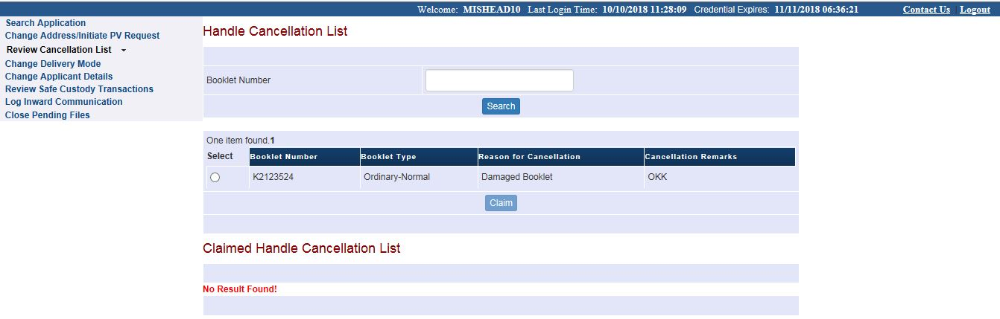 Welcome: MISHEAD10 Last Login Time: 10/10/2018 11:28:09 Credential Expires: 11/11/2018 06:36:21 Contact Us | Logout
Search Application
Change Address/Initiate PV Request
Review Cancellation List
Change Delivery Mode
Change Applicant Details
Review Safe Custody Transactions
Log Inward Communication
Close Pending Files
Handle Cancellation List
Booklet Number
Search
One item found.1
Select Booklet Number Booklet Type Reason for Cancellation Cancellation Remarks
K2123524 Ordinary-Normal Damaged Booklet OKK
Claim
Claimed Handle Cancellation List
No Result Found!